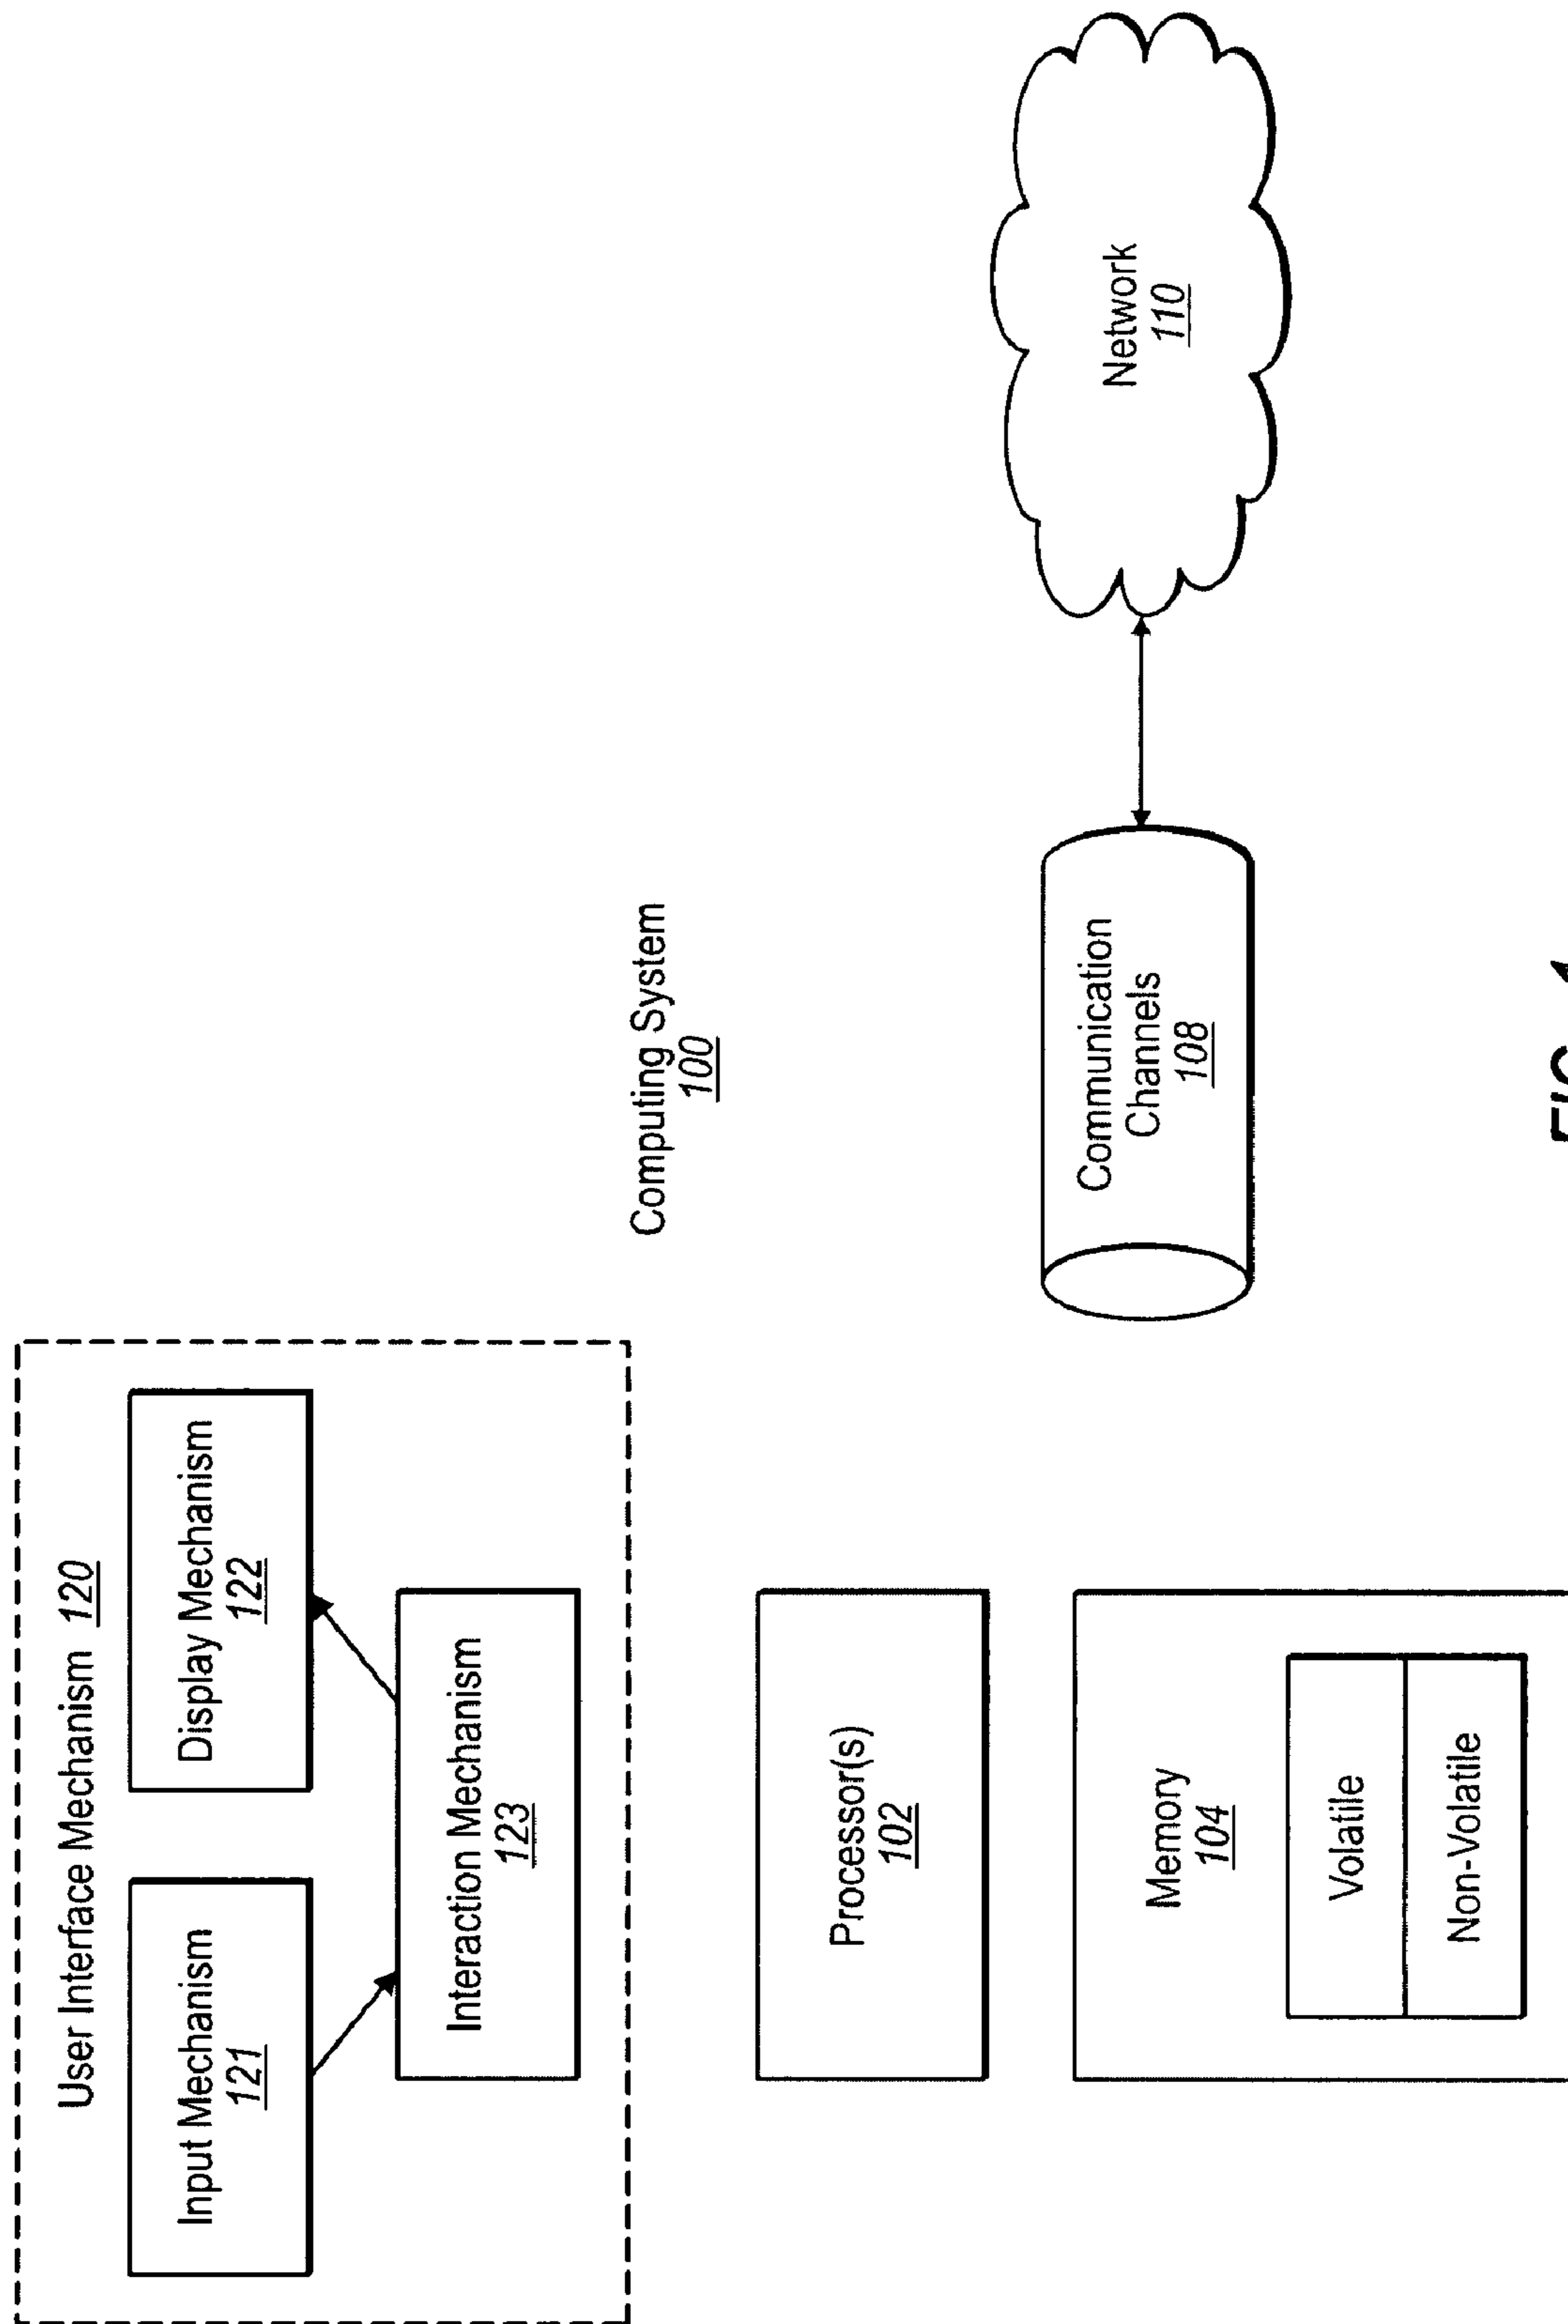 User Interface Mechanism 120
Input Mechanism
121
Display Mechanism
122
Interaction Mechanism
123
Computing System
100
Processor(s)
102
Memory
104
Volatile
Non-Volatile
Communication
Channels
108
Network
110